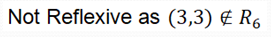 Not Reflexive as (3,3) ∉ R₆